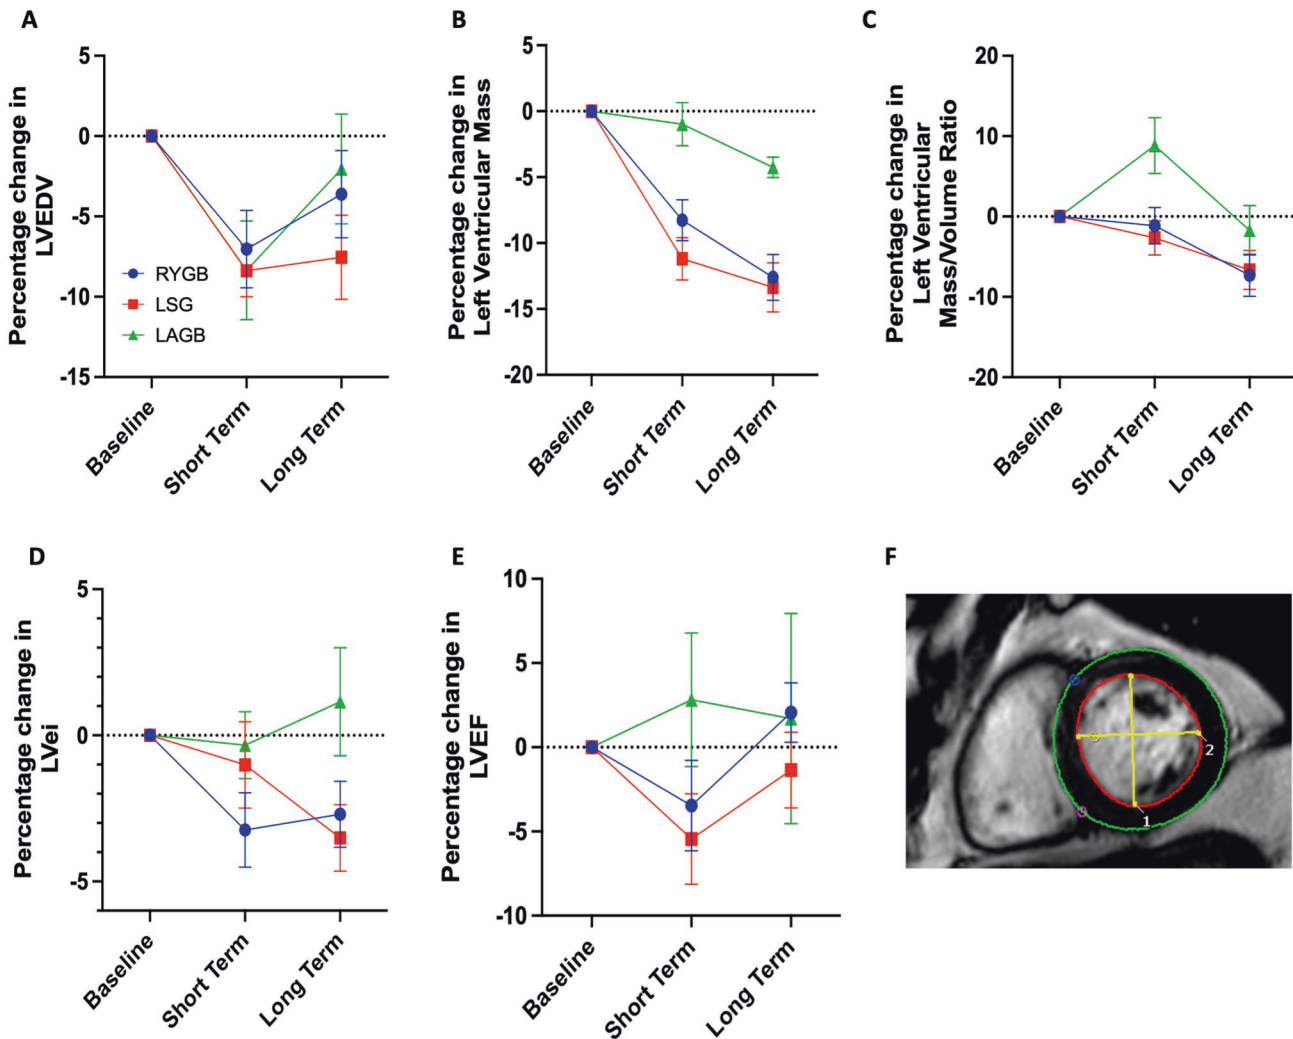 A
Percentage change in
LVEDV
5
0
-5
-10
-15
RYGB
LSG
LAGB
Baseline
Short Term
Long Term
B
Percentage change in
Left Ventricular Mass
5
0
-5
-10
-15
-20
Baseline
Short Term
Long Term
C
Percentage change in
Left Ventricular
Mass/Volume Ratio
20
10
0
-10
-20
Baseline
Short Term
Long Term
D
Percentage change in
LVei
5
0
-5
Baseline
Short Term
Long Term
E
Percentage change in
LVEF
10
5
0
-5
-10
Baseline
Short Term
Long Term
F
2
1